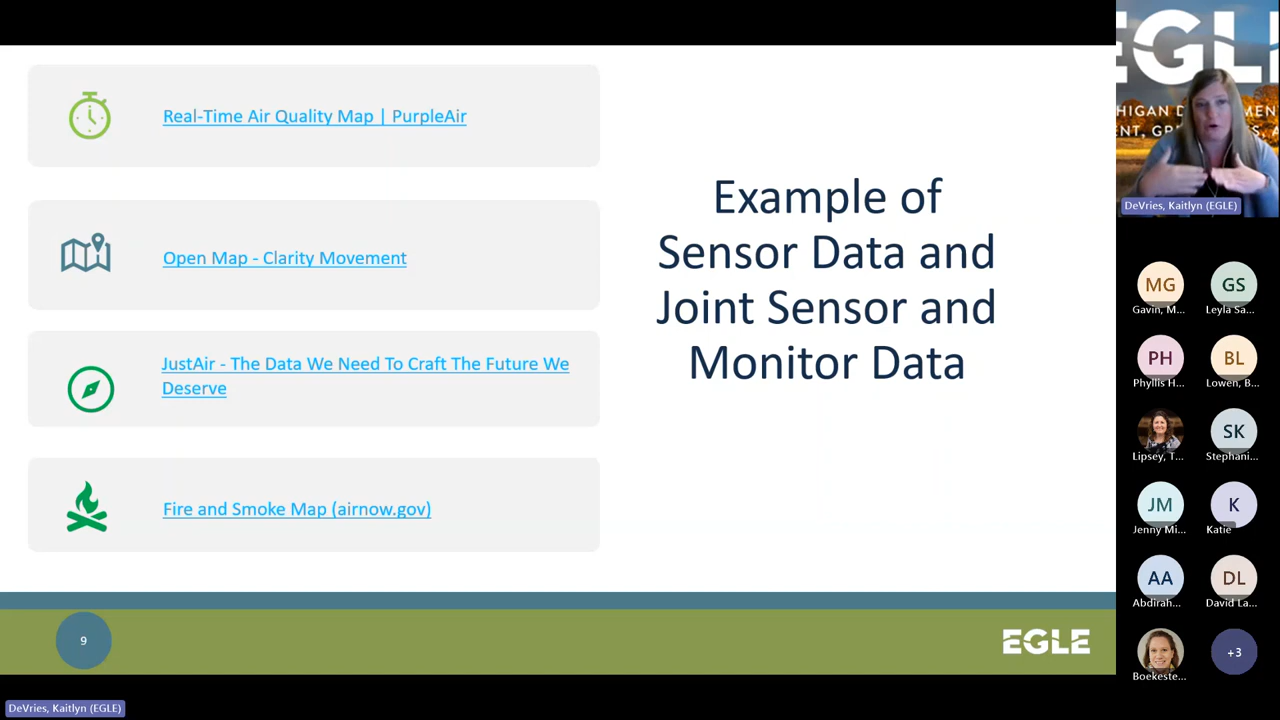 Real-Time Air Quality Map | PurpleAir
Open Map - Clarity Movement
JustAir - The Data We Need To Craft The Future We
Deserve
Fire and Smoke Map (airnow.gov)
Example of
Sensor Data and
Joint Sensor and
Monitor Data
9
EGLE
DeVries, Kaitlyn (EGLE)
EGLE
DeVries, Kaitlyn (EGLE)
MG
Gavin, M...
GS
Leyla Sa...
PH
Phyllis H...
BL
Lowen, B...
Lipsey, T...
SK
Stephani...
JM
Jenny Mi...
K
Katie
AA
Abdirah...
DL
David La...
Boekeste...
+3